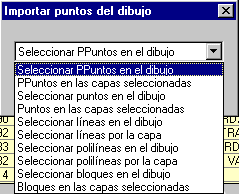 Importar puntos del dibujo
Seleccionar PPuntos en el dibujo
Seleccionar PPuntos en el dibujo
PPuntos en las capas seleccionadas
Seleccionar puntos en el dibujo
Puntos en las capas seleccionadas
Seleccionar líneas en el dibujo
Seleccionar líneas por la capa
Seleccionar polilíneas en el dibujo
Seleccionar polilíneas por la capa
Seleccionar bloques en el dibujo
Bloques en las capas seleccionadas